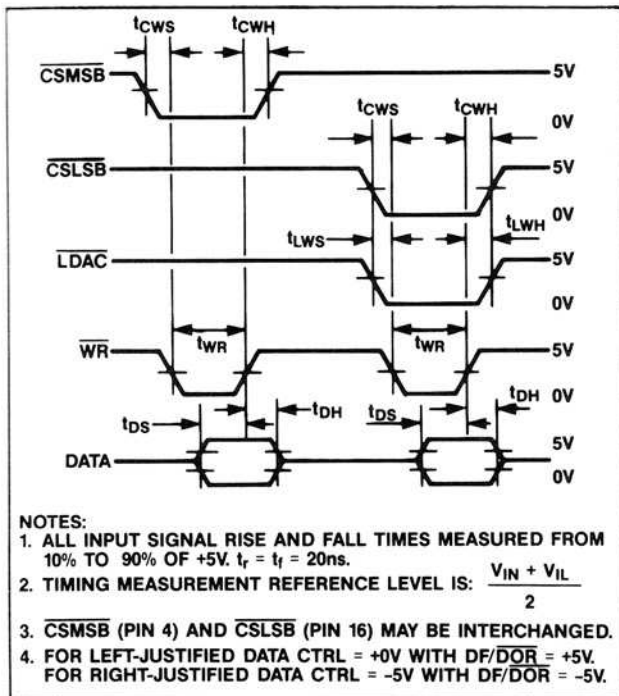 tCWS tCWH
CSMSB 5V
0V
tCWS tCWH
CSLSB 5V
0V
tLWS tLWH
LDAC 5V
0V
tWR tWR
WR 5V
0V
tDS tDH tDS tDH
5V
DATA 0V
NOTES:
1. ALL INPUT SIGNAL RISE AND FALL TIMES MEASURED FROM
10% TO 90% OF +5V. tr = tf = 20ns.
2. TIMING MEASUREMENT REFERENCE LEVEL IS: VIN + VIL
2
3. CSMSB (PIN 4) AND CSLSB (PIN 16) MAY BE INTERCHANGED.
4. FOR LEFT-JUSTIFIED DATA CTRL = +0V WITH DF/DOR = +5V.
FOR RIGHT-JUSTIFIED DATA CTRL = –5V WITH DF/DOR = –5V.